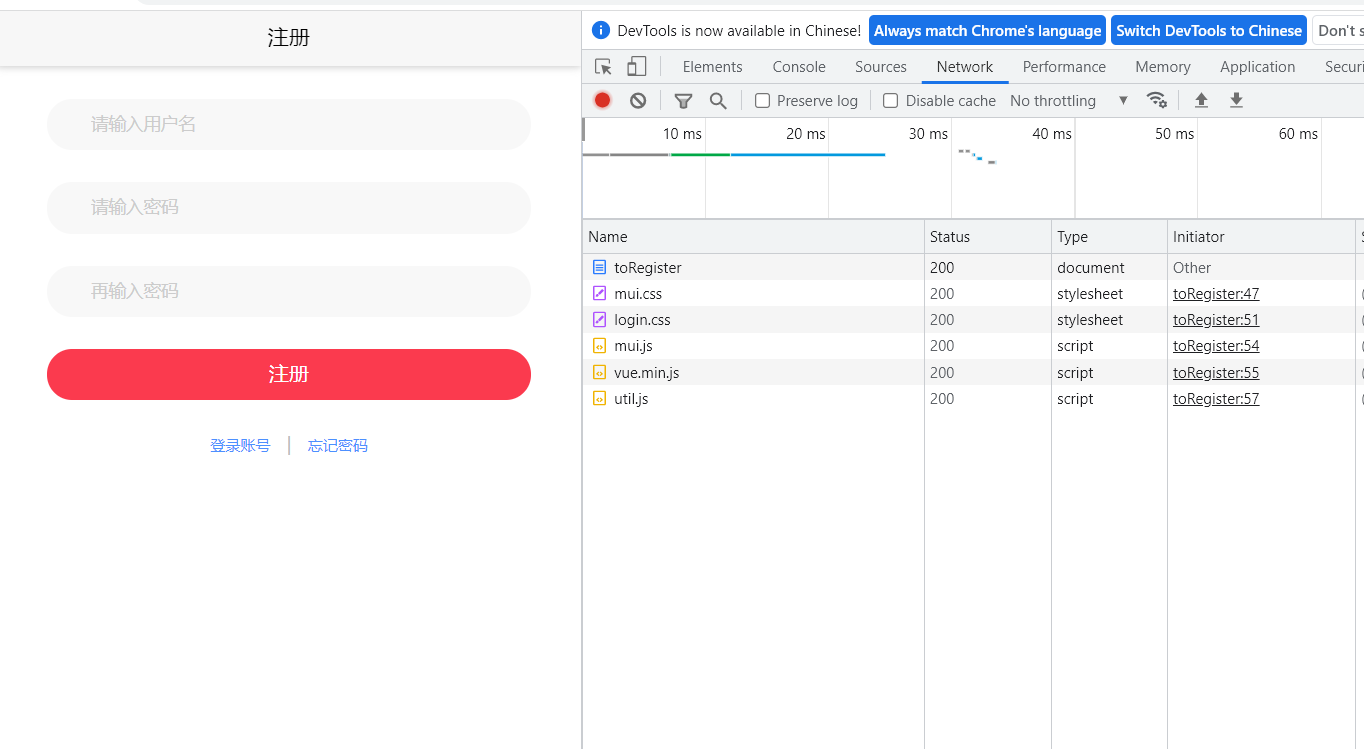 注册
请输入用户名
请输入密码
再输入密码
注册
登录账号 | 忘记密码
DevTools is now available in Chinese! Always match Chrome's language Switch DevTools to Chinese Don't s
Elements Console Sources Network Performance Memory Application Securi
Preserve log Disable cache No throttling
10 ms 20 ms 30 ms 40 ms 50 ms 60 ms
Name Status Type Initiator
toRegister 200 document Other
mui.css 200 stylesheet toRegister:47
login.css 200 stylesheet toRegister:51
mui.js 200 script toRegister:54
vue.min.js 200 script toRegister:55
util.js 200 script toRegister:57